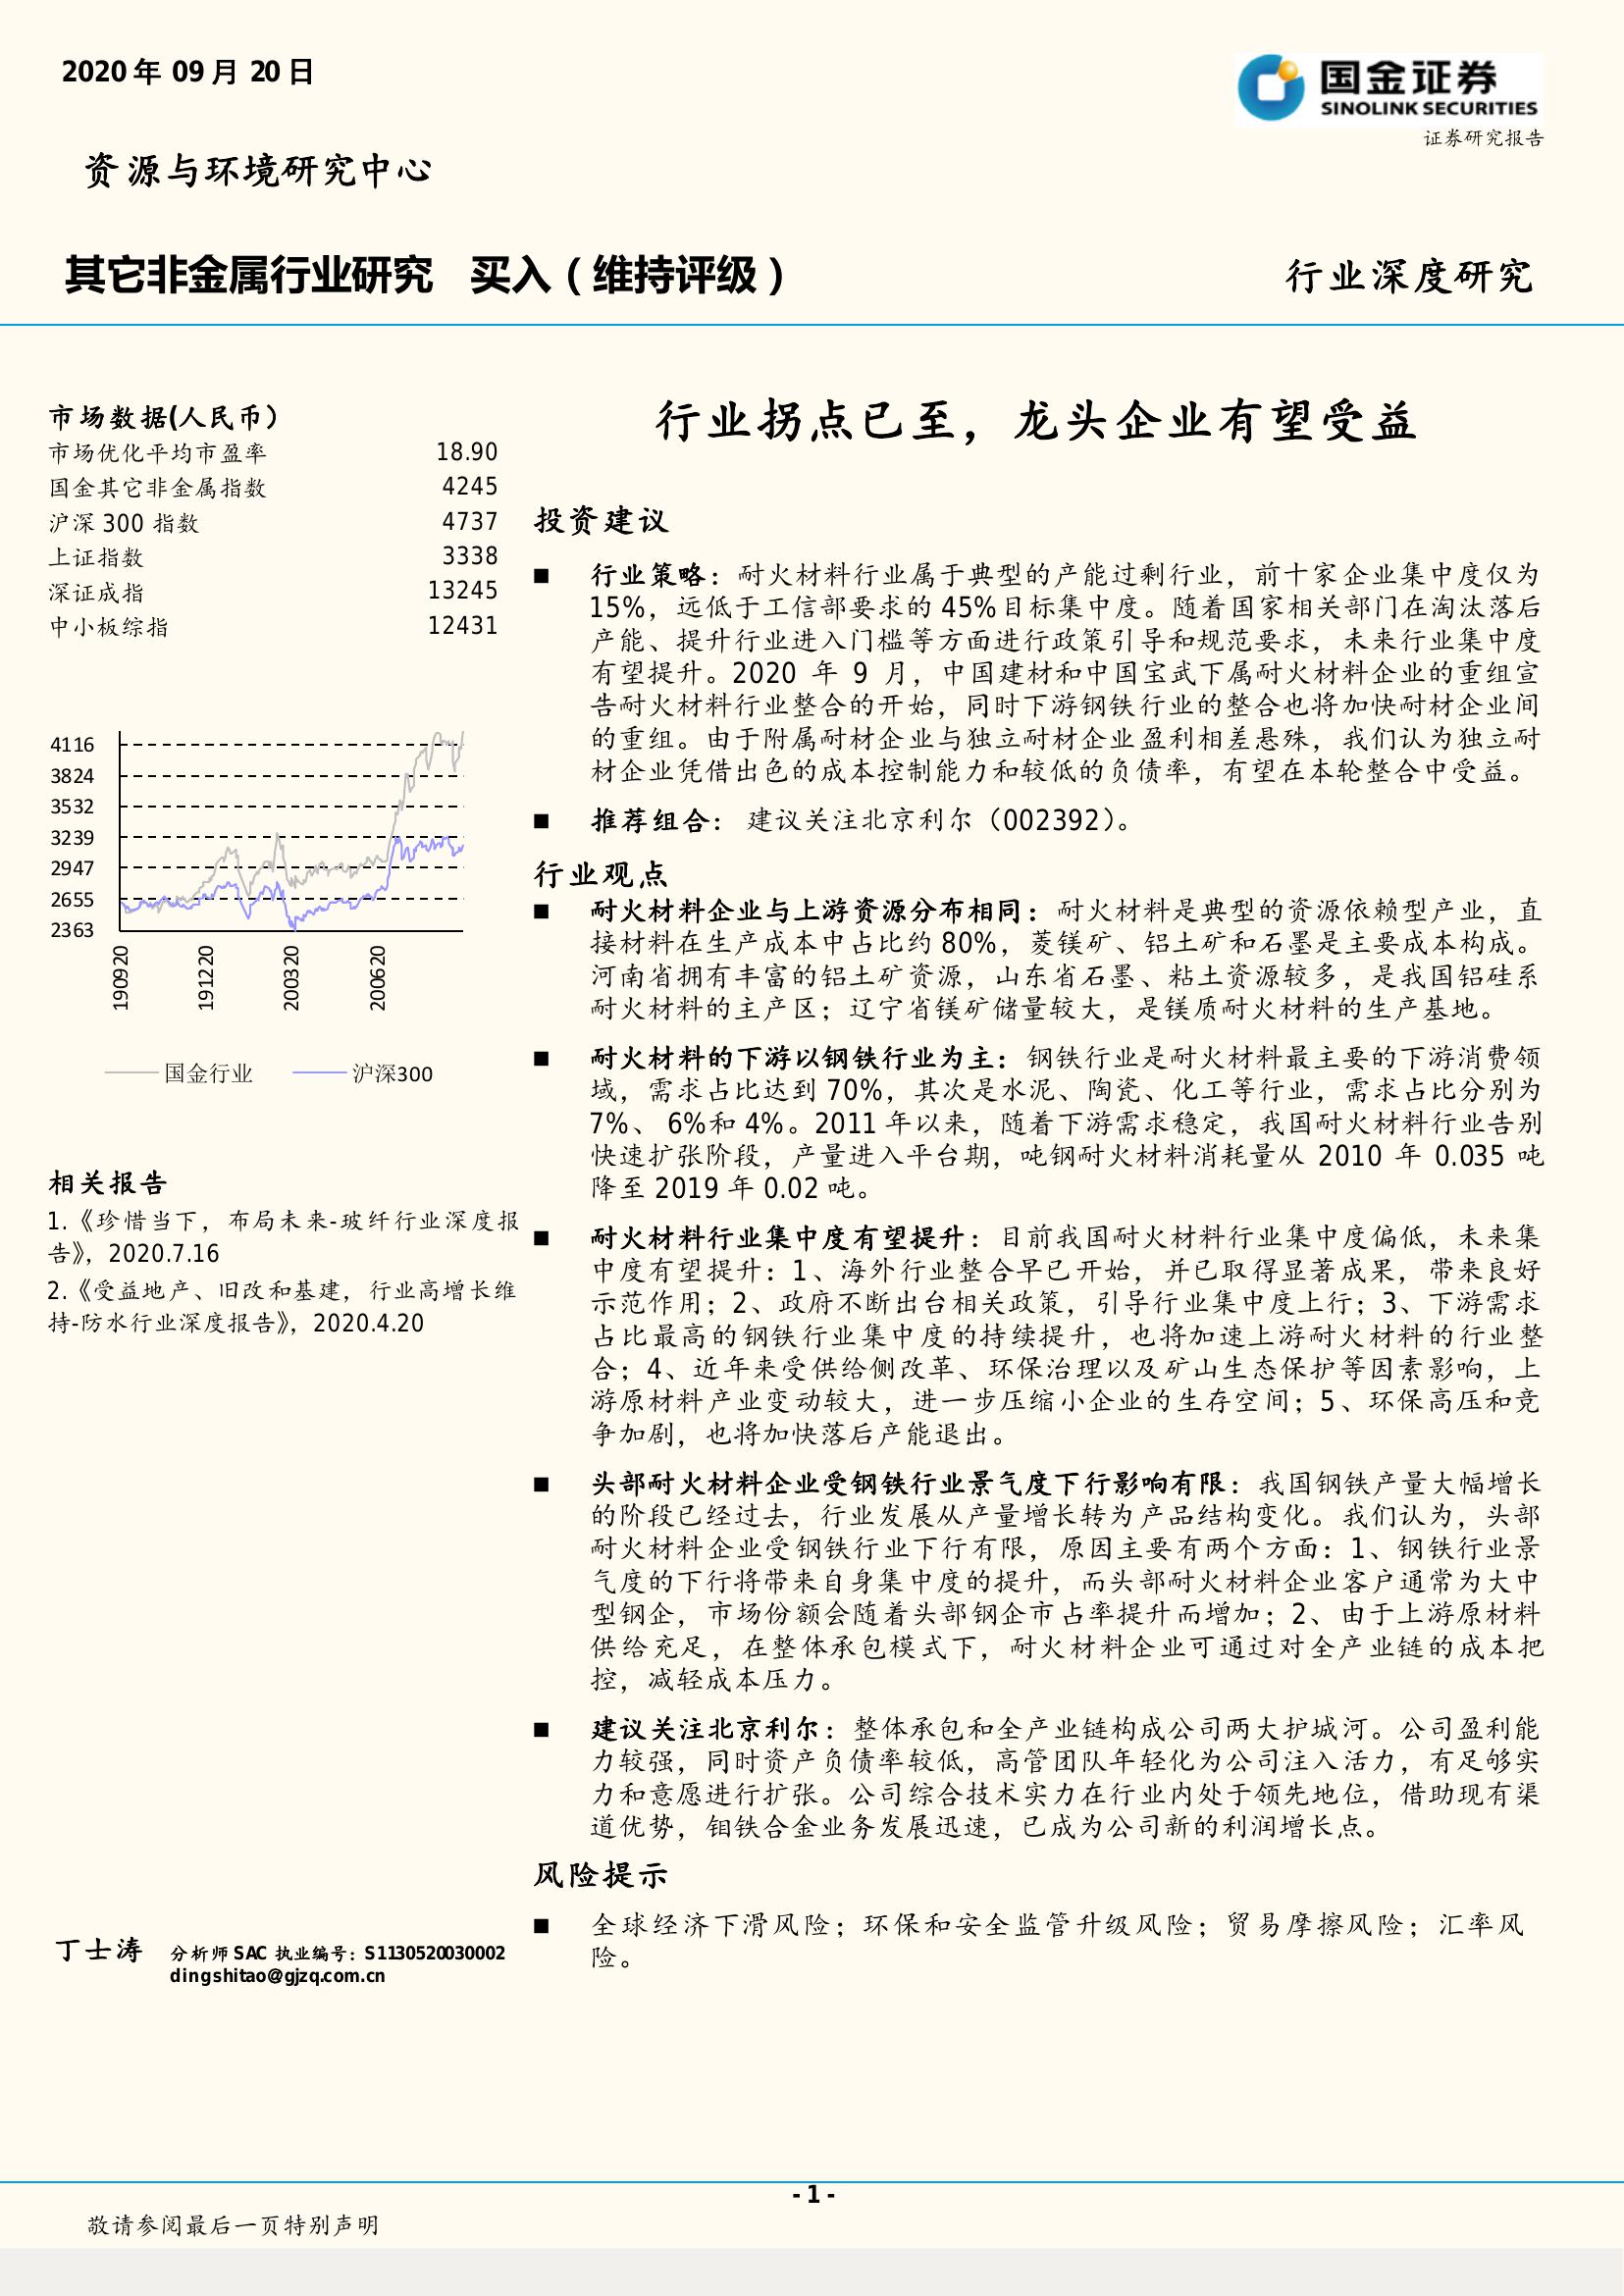 2020 年 09 月 20 日
国金证券
SINOLINK SECURITIES
证券研究报告
资源与环境研究中心
其它非金属行业研究 买入（维持评级）
行业深度研究
市场数据(人民币）
市场优化平均市盈率 18.90
国金其它非金属指数 4245
沪深 300 指数 4737
上证指数 3338
深证成指 13245
中小板综指 12431
4116
3824
3532
3239
2947
2655
2363
190920
191220
200320
200620
国金行业 沪深300
相关报告
1.《珍惜当下，布局未来-玻纤行业深度报
告》，2020.7.16
2.《受益地产、旧改和基建，行业高增长维
持-防水行业深度报告》，2020.4.20
丁士涛 分析师 SAC 执业编号：S1130520030002
dingshitao@gjzq.com.cn
行业拐点已至，龙头企业有望受益
投资建议
■ 行业策略：耐火材料行业属于典型的产能过剩行业，前十家企业集中度仅为
15%，远低于工信部要求的 45%目标集中度。随着国家相关部门在淘汰落后
产能、提升行业进入门槛等方面进行政策引导和规范要求，未来行业集中度
有望提升。2020 年 9 月，中国建材和中国宝武下属耐火材料企业的重组宣
告耐火材料行业整合的开始，同时下游钢铁行业的整合也将加快耐材企业间
的重组。由于附属耐材企业与独立耐材企业盈利相差悬殊，我们认为独立耐
材企业凭借出色的成本控制能力和较低的负债率，有望在本轮整合中受益。
■ 推荐组合： 建议关注北京利尔（002392）。
行业观点
■ 耐火材料企业与上游资源分布相同：耐火材料是典型的资源依赖型产业，直
接材料在生产成本中占比约 80%，菱镁矿、铝土矿和石墨是主要成本构成。
河南省拥有丰富的铝土矿资源，山东省石墨、粘土资源较多，是我国铝硅系
耐火材料的主产区；辽宁省镁矿储量较大，是镁质耐火材料的生产基地。
■ 耐火材料的下游以钢铁行业为主：钢铁行业是耐火材料最主要的下游消费领
域，需求占比达到 70%，其次是水泥、陶瓷、化工等行业，需求占比分别为
7%、 6%和 4%。2011 年以来，随着下游需求稳定，我国耐火材料行业告别
快速扩张阶段，产量进入平台期，吨钢耐火材料消耗量从 2010 年 0.035 吨
降至 2019 年 0.02 吨。
■ 耐火材料行业集中度有望提升：目前我国耐火材料行业集中度偏低，未来集
中度有望提升：1、海外行业整合早已开始，并已取得显著成果，带来良好
示范作用；2、政府不断出台相关政策，引导行业集中度上行；3、下游需求
占比最高的钢铁行业集中度的持续提升，也将加速上游耐火材料的行业整
合；4、近年来受供给侧改革、环保治理以及矿山生态保护等因素影响，上
游原材料产业变动较大，进一步压缩小企业的生存空间；5、环保高压和竞
争加剧，也将加快落后产能退出。
■ 头部耐火材料企业受钢铁行业景气度下行影响有限：我国钢铁产量大幅增长
的阶段已经过去，行业发展从产量增长转为产品结构变化。我们认为，头部
耐火材料企业受钢铁行业下行有限，原因主要有两个方面：1、钢铁行业景
气度的下行将带来自身集中度的提升，而头部耐火材料企业客户通常为大中
型钢企，市场份额会随着头部钢企市占率提升而增加；2、由于上游原材料
供给充足，在整体承包模式下，耐火材料企业可通过对全产业链的成本把
控，减轻成本压力。
■ 建议关注北京利尔：整体承包和全产业链构成公司两大护城河。公司盈利能
力较强，同时资产负债率较低，高管团队年轻化为公司注入活力，有足够实
力和意愿进行扩张。公司综合技术实力在行业内处于领先地位，借助现有渠
道优势，钼铁合金业务发展迅速，已成为公司新的利润增长点。
风险提示
■ 全球经济下滑风险；环保和安全监管升级风险；贸易摩擦风险；汇率风
险。
- 1 -
敬请参阅最后一页特别声明